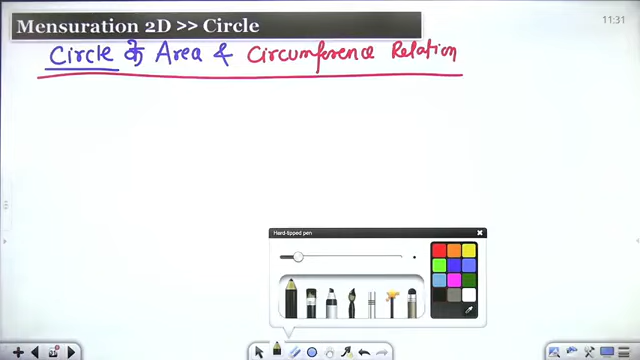 Mensuration 2D >> Circle
11:31
Circle के Area & Circumference Relation
Hard-tipped pen